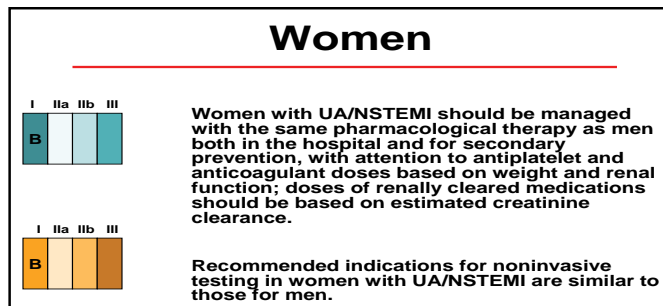 Women
I IIa IIb III
B
Women with UA/NSTEMI should be managed
with the same pharmacological therapy as men
both in the hospital and for secondary
prevention, with attention to antiplatelet and
anticoagulant doses based on weight and renal
function; doses of renally cleared medications
should be based on estimated creatinine
clearance.
I IIa IIb III
B
Recommended indications for noninvasive
testing in women with UA/NSTEMI are similar to
those for men.